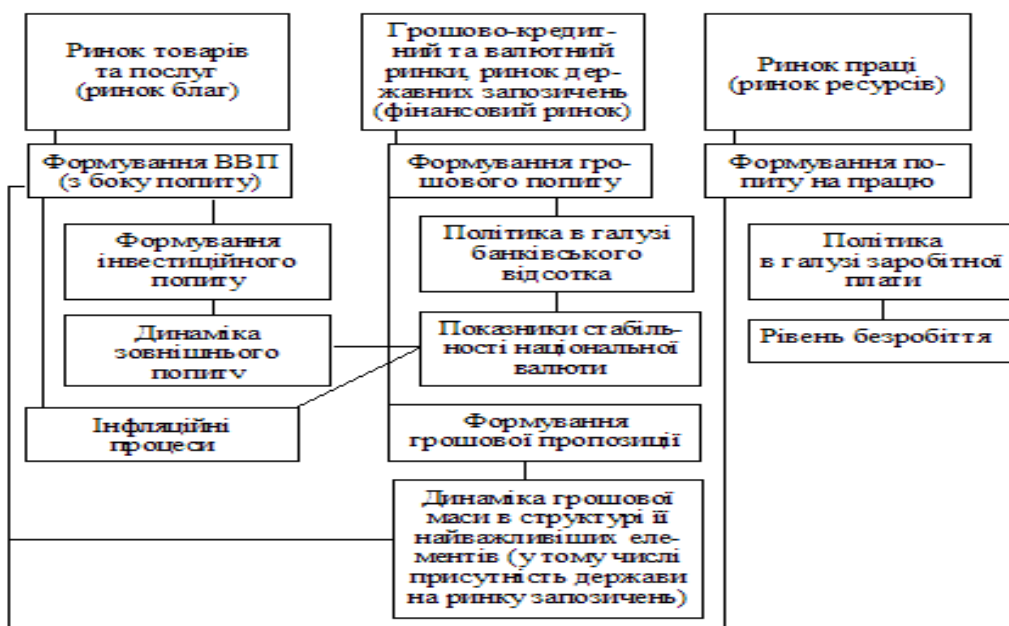 Ринок товарів
та послуг
(ринок благ)
Грошово-кредит-
ний та валютний
ринки, ринок дер-
жавних запозичень
(фінансовий ринок)
Ринок праці
(ринок ресурсів)
Формування ВВП
(з боку попиту)
Формування гро-
шового попиту
Формування по-
питу на працю
Формування
інвестиційного
попиту
Політика в галузі
банківського
відсотка
Політика
в галузі заробітної
плати
Динаміка
зовнішнього
попиту
Показники стабіль-
ності національної
валюти
Рівень безробіття
Інфляційні
процеси
Формування
грошової пропозиції
Динаміка грошової
маси в структурі її
найважливіших еле-
ментів (у тому числі
присутність держави
на ринку запозичень)